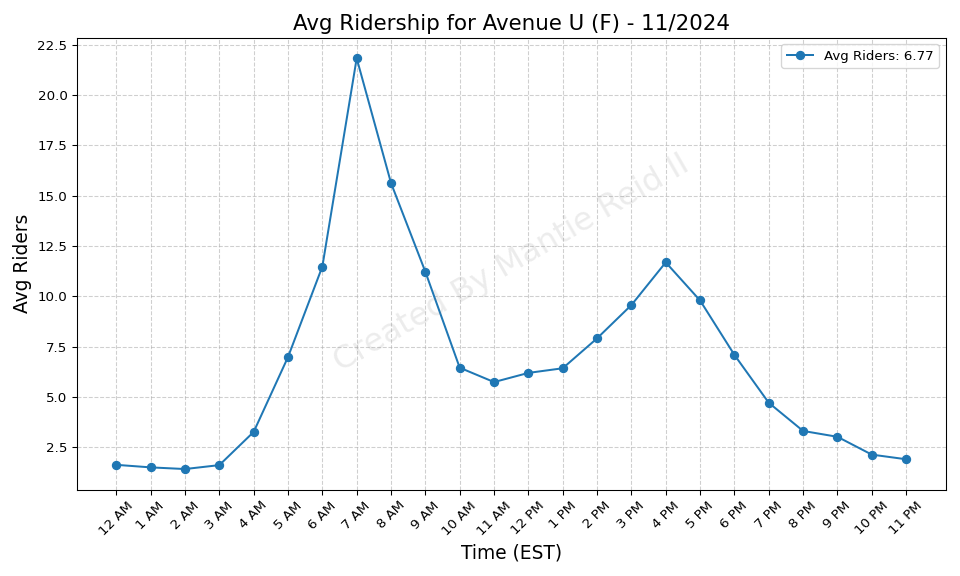 Avg Ridership for Avenue U (F) - 11/2024
22.5
Avg Riders: 6.77
20.0
17.5
15.0
12.5
10.0
7.5
5.0
2.5
Avg Riders
Created By Mantie Reid II
12 AM
1 AM
2 AM
3 AM
4 AM
5 AM
6 AM
7 AM
8 AM
9 AM
10 AM
11 AM
12 PM
1 PM
2 PM
3 PM
4 PM
5 PM
6 PM
7 PM
8 PM
9 PM
10 PM
11 PM
Time (EST)